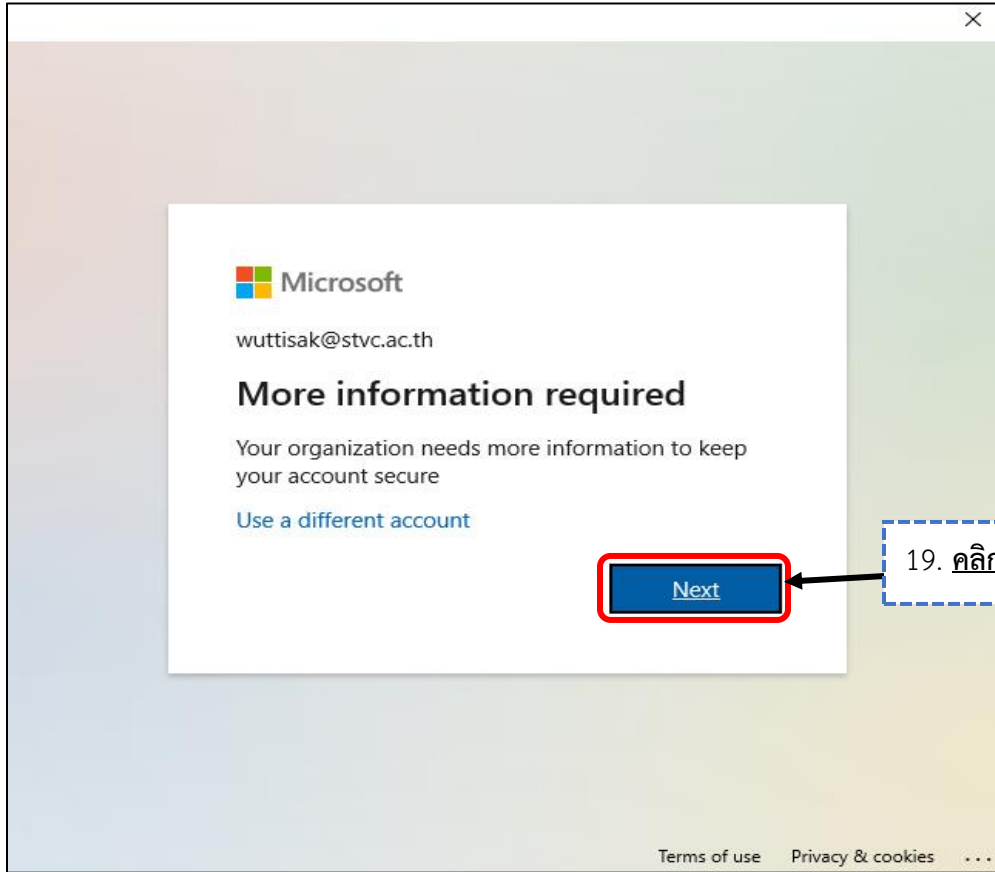 Microsoft
wuttisak@stvc.ac.th
More information required
Your organization needs more information to keep
your account secure
Use a different account
Next
19. คลิก
Terms of use Privacy & cookies ...